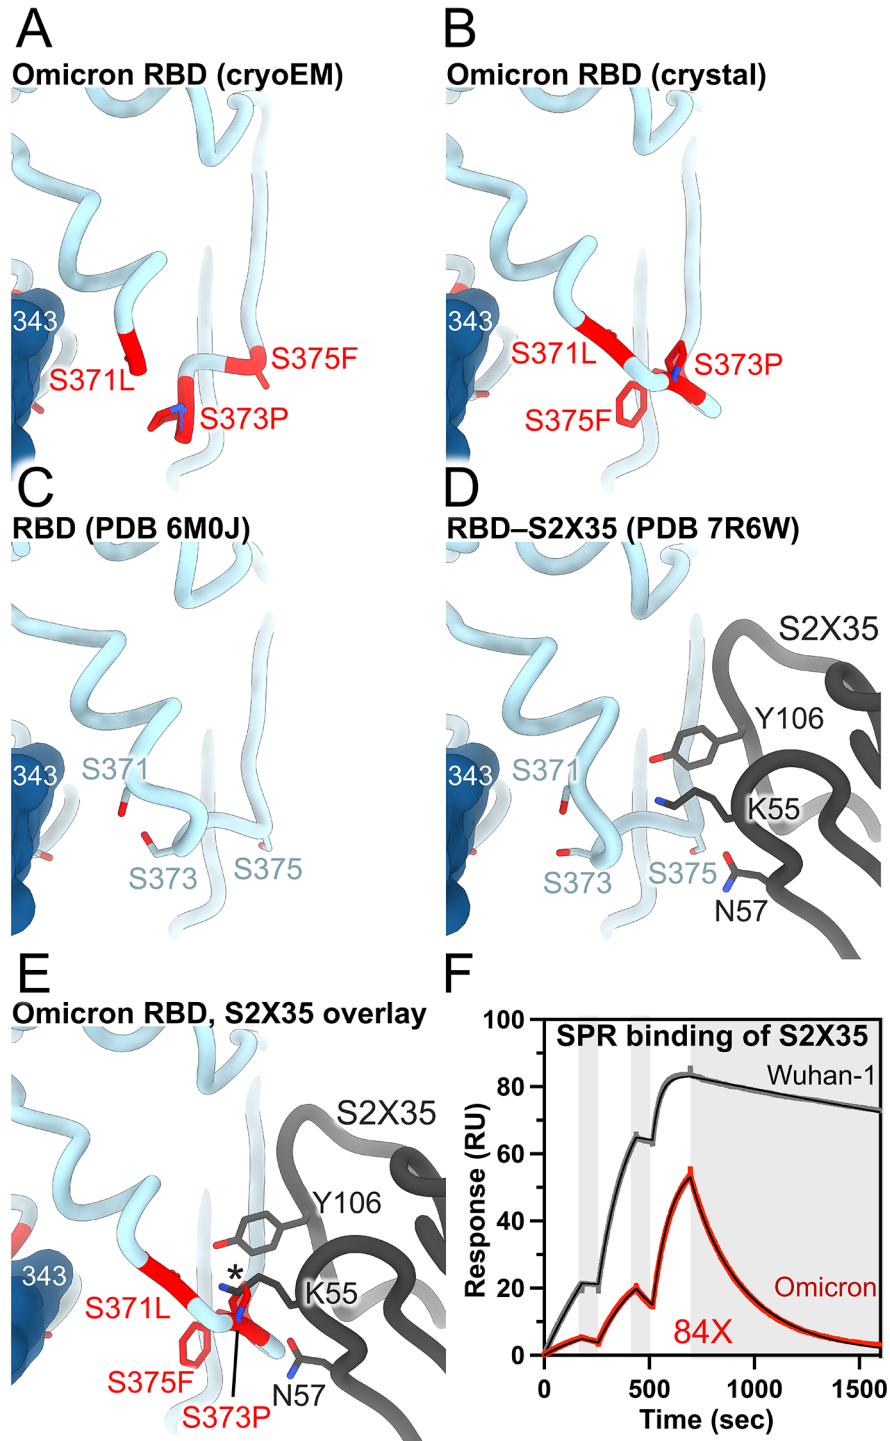 A
Omicron RBD (cryoEM)
343
S371L
S375F
S373P
B
Omicron RBD (crystal)
343
S371L
S373P
S375F
C
RBD (PDB 6M0J)
343
S371
S373
S375
D
RBD–S2X35 (PDB 7R6W)
S2X35
Y106
343
S371
K55
S373
S375
N57
E
Omicron RBD, S2X35 overlay
S2X35
Y106
343
*
K55
S371L
S375F
N57
S373P
F
SPR binding of S2X35
Wuhan-1
Omicron
84X
Response (RU)
100
80
60
40
20
0
0
500
1000
1500
Time (sec)